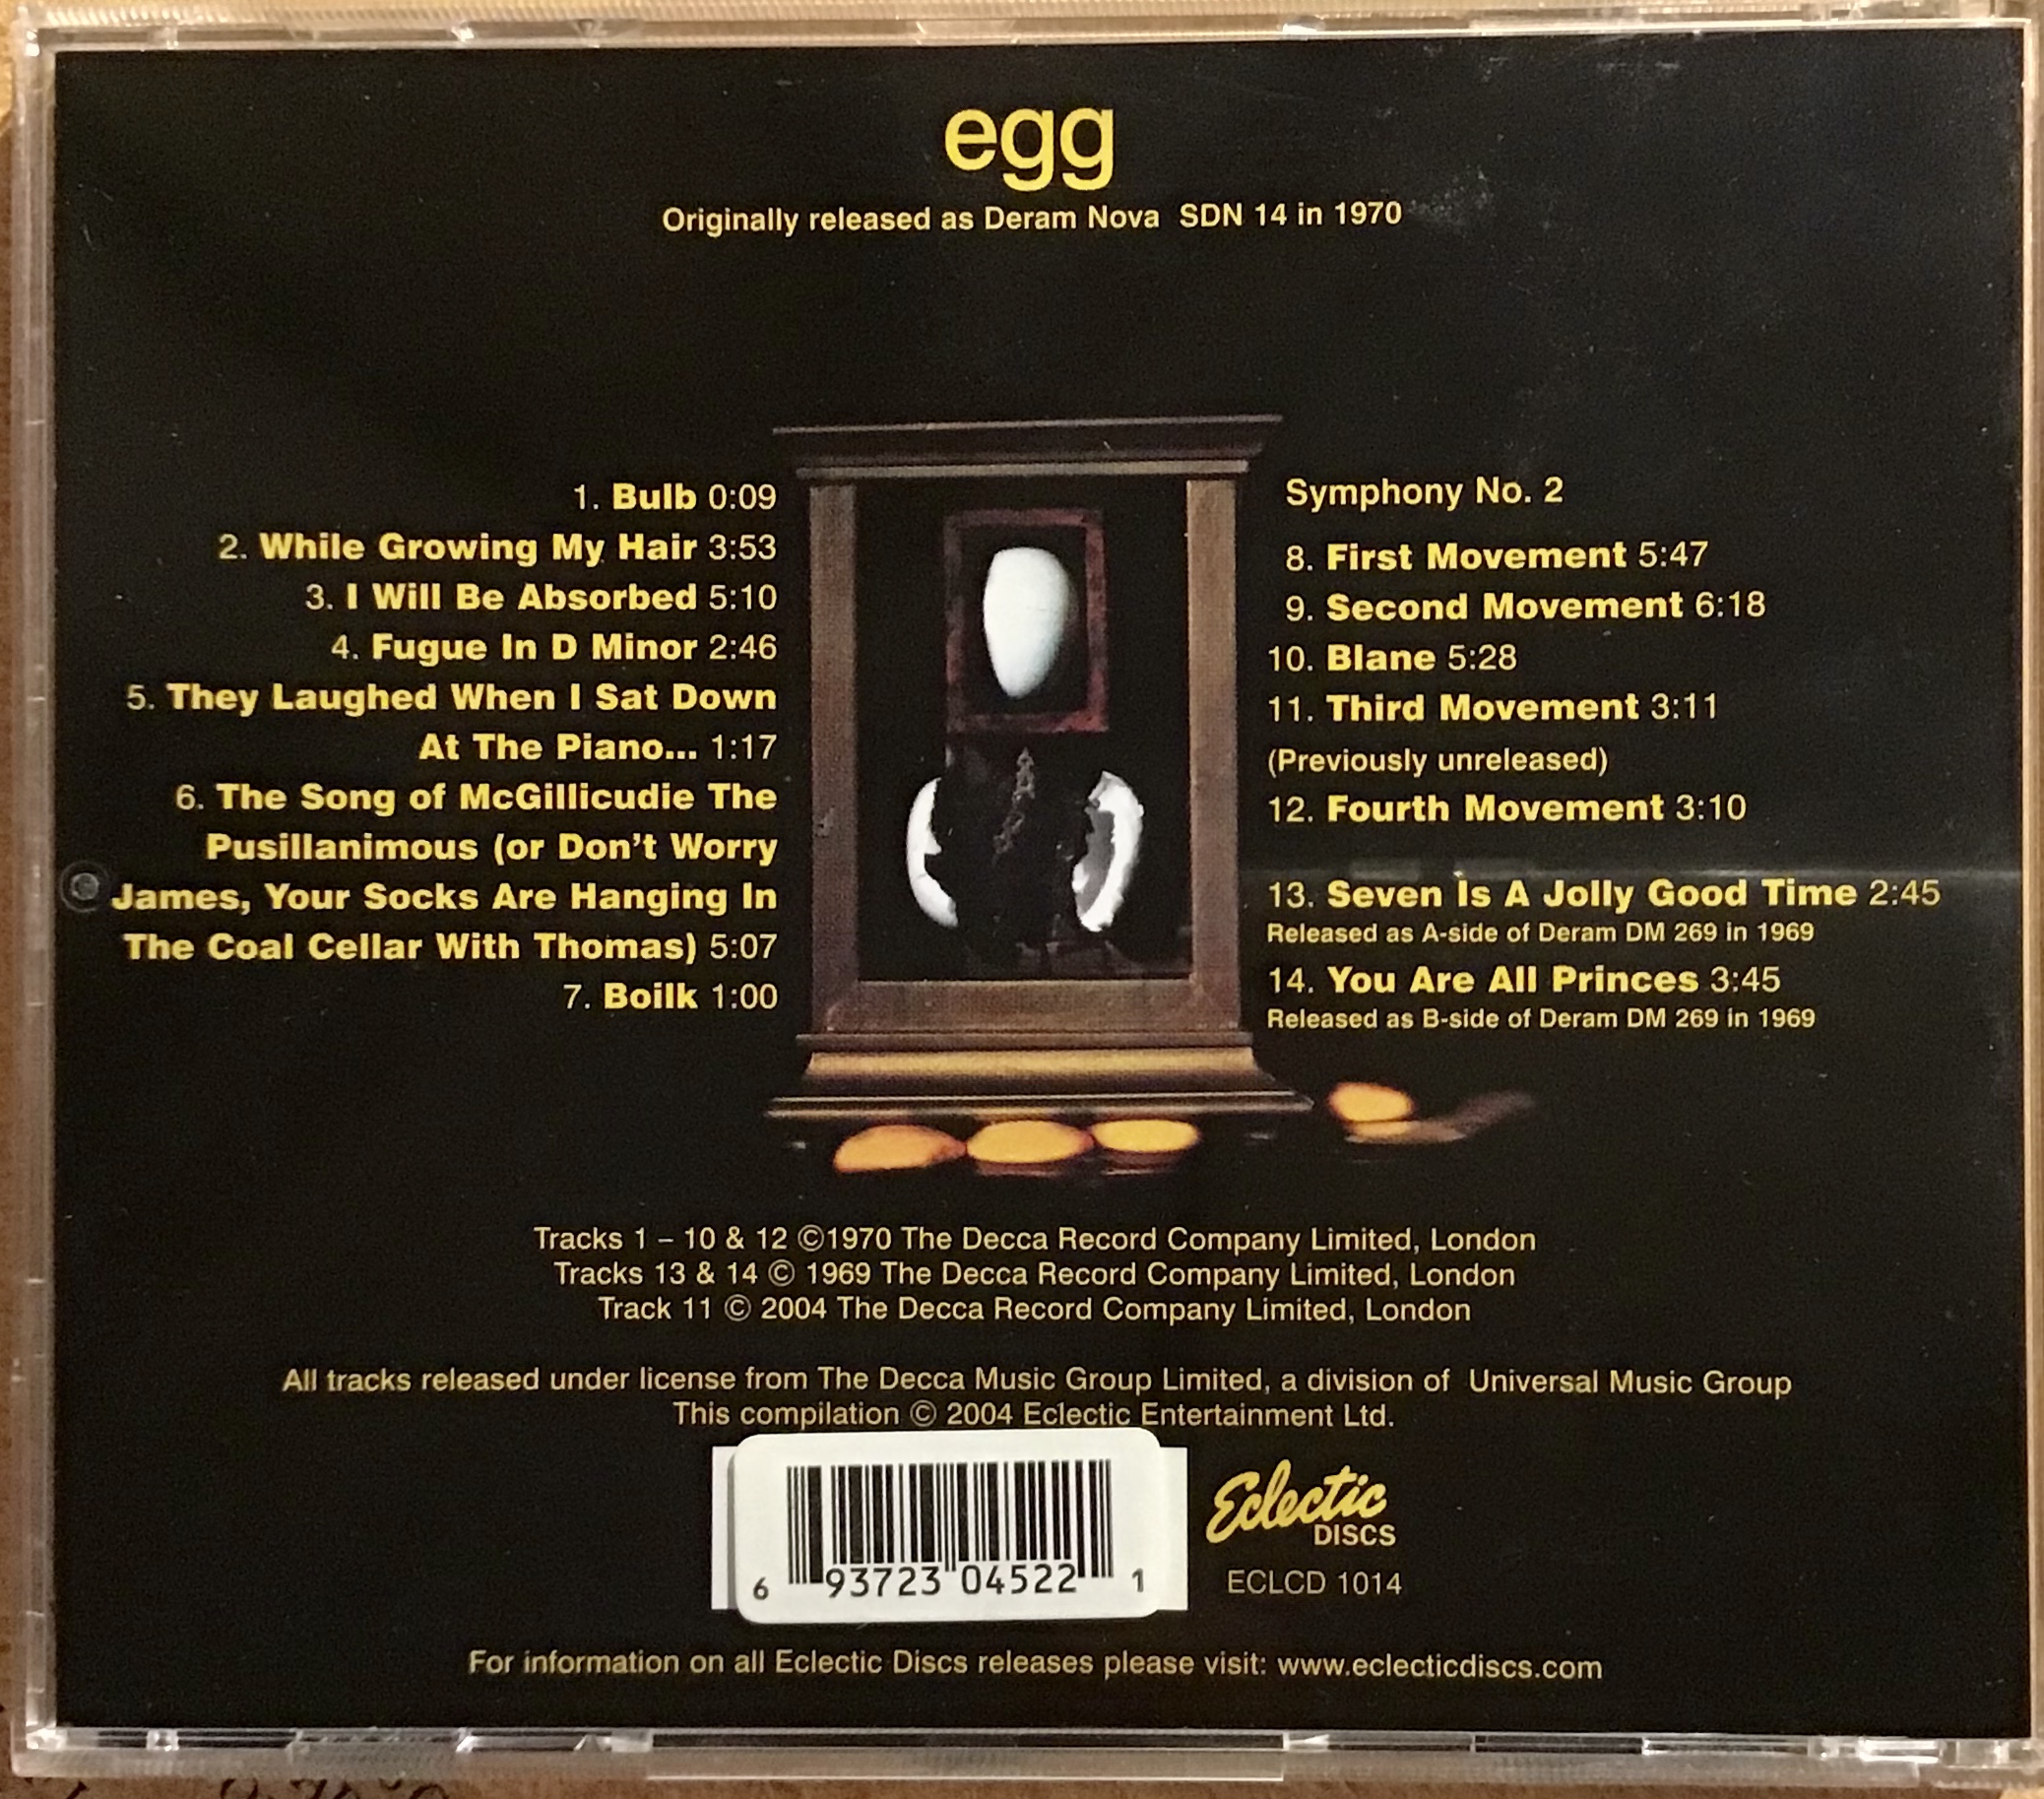 egg
Originally released as Deram Nova SDN 14 in 1970
1. Bulb 0:09
2. While Growing My Hair 3:53
3. I Will Be Absorbed 5:10
4. Fugue In D Minor 2:46
5. They Laughed When I Sat Down
At The Piano... 1:17
6. The Song of McGillicudie The
Pusillanimous (or Don't Worry
James, Your Socks Are Hanging In
The Coal Cellar With Thomas) 5:07
7. Boilk 1:00
Symphony No. 2
8. First Movement 5:47
9. Second Movement 6:18
10. Blane 5:28
11. Third Movement 3:11
(Previously unreleased)
12. Fourth Movement 3:10
13. Seven Is A Jolly Good Time 2:45
Released as A-side of Deram DM 269 in 1969
14. You Are All Princes 3:45
Released as B-side of Deram DM 269 in 1969
Tracks 1 – 10 & 12 ©1970 The Decca Record Company Limited, London
Tracks 13 & 14 © 1969 The Decca Record Company Limited, London
Track 11 © 2004 The Decca Record Company Limited, London
All tracks released under license from The Decca Music Group Limited, a division of Universal Music Group
This compilation © 2004 Eclectic Entertainment Ltd.
6 93723 04522 1
Eclectic
DISCS
ECLCD 1014
For information on all Eclectic Discs releases please visit: www.eclecticdiscs.com